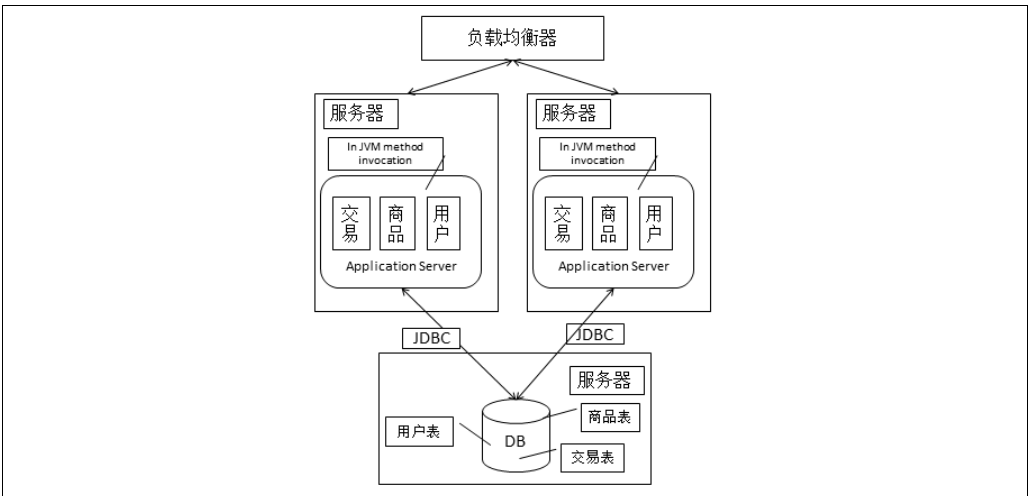 负载均衡器
服务器
In JVM method
invocation
交易
商品
用户
Application Server
服务器
In JVM method
invocation
交易
商品
用户
Application Server
JDBC
JDBC
服务器
商品表
用户表
DB
交易表